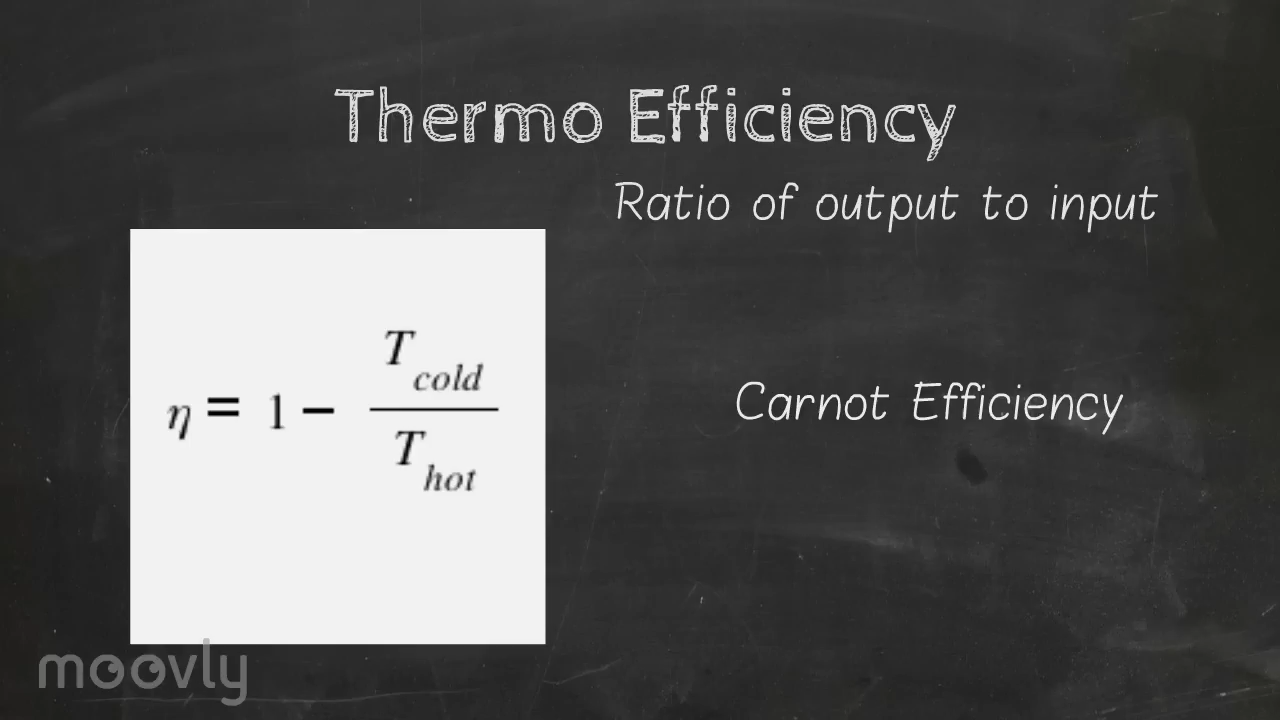 Thermo Efficiency
Ratio of output to input
η = 1 − T_cold / T_hot
Carnot Efficiency
moovly